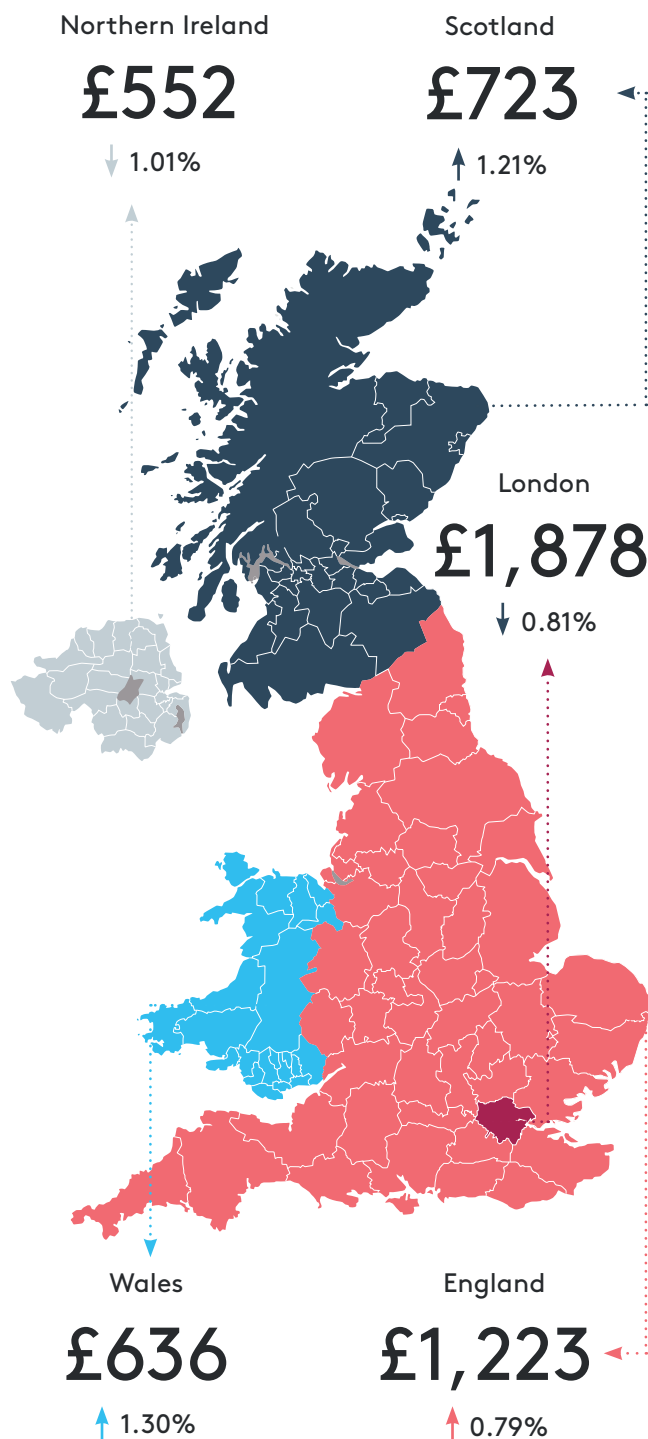 Northern Ireland
£552
1.01%
Scotland
£723
1.21%
London
£1,878
0.81%
Wales
£636
1.30%
England
£1,223
0.79%